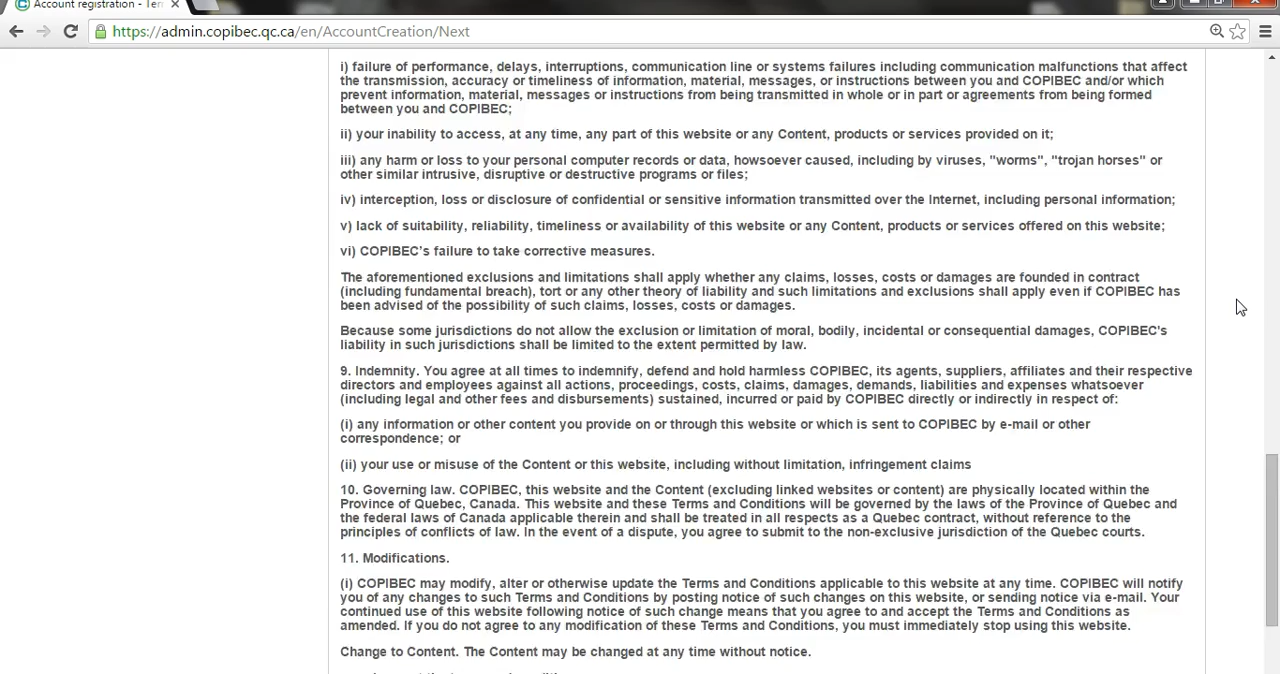 Account registration - Ter
https://admin.copibec.qc.ca/en/AccountCreation/Next
i) failure of performance, delays, interruptions, communication line or systems failures including communication malfunctions that affect
the transmission, accuracy or timeliness of information, material, messages, or instructions between you and COPIBEC and/or which
prevent information, material, messages or instructions from being transmitted in whole or in part or agreements from being formed
between you and COPIBEC;
ii) your inability to access, at any time, any part of this website or any Content, products or services provided on it;
iii) any harm or loss to your personal computer records or data, howsoever caused, including by viruses, "worms", "trojan horses" or
other similar intrusive, disruptive or destructive programs or files;
iv) interception, loss or disclosure of confidential or sensitive information transmitted over the Internet, including personal information;
v) lack of suitability, reliability, timeliness or availability of this website or any Content, products or services offered on this website;
vi) COPIBEC's failure to take corrective measures.
The aforementioned exclusions and limitations shall apply whether any claims, losses, costs or damages are founded in contract
(including fundamental breach), tort or any other theory of liability and such limitations and exclusions shall apply even if COPIBEC has
been advised of the possibility of such claims, losses, costs or damages.
Because some jurisdictions do not allow the exclusion or limitation of moral, bodily, incidental or consequential damages, COPIBEC's
liability in such jurisdictions shall be limited to the extent permitted by law.
9. Indemnity. You agree at all times to indemnify, defend and hold harmless COPIBEC, its agents, suppliers, affiliates and their respective
directors and employees against all actions, proceedings, costs, claims, damages, demands, liabilities and expenses whatsoever
(including legal and other fees and disbursements) sustained, incurred or paid by COPIBEC directly or indirectly in respect of:
(i) any information or other content you provide on or through this website or which is sent to COPIBEC by e-mail or other
correspondence; or
(ii) your use or misuse of the Content or this website, including without limitation, infringement claims
10. Governing law. COPIBEC, this website and the Content (excluding linked websites or content) are physically located within the
Province of Quebec, Canada. This website and these Terms and Conditions will be governed by the laws of the Province of Quebec and
the federal laws of Canada applicable therein and shall be treated in all respects as a Quebec contract, without reference to the
principles of conflicts of law. In the event of a dispute, you agree to submit to the non-exclusive jurisdiction of the Quebec courts.
11. Modifications.
(i) COPIBEC may modify, alter or otherwise update the Terms and Conditions applicable to this website at any time. COPIBEC will notify
you of any changes to such Terms and Conditions by posting notice of such changes on this website, or sending notice via e-mail. Your
continued use of this website following notice of such change means that you agree to and accept the Terms and Conditions as
amended. If you do not agree to any modification of these Terms and Conditions, you must immediately stop using this website.
Change to Content. The Content may be changed at any time without notice.